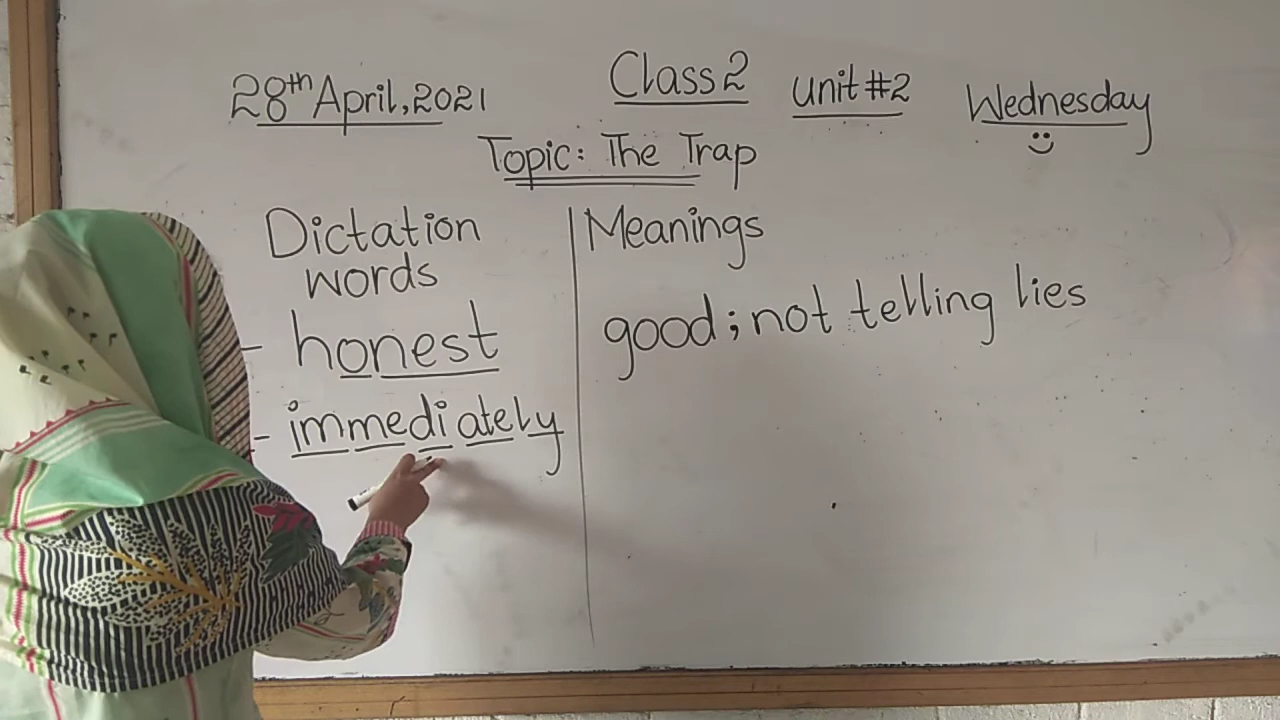 28th April, 2021 Class 2 Unit #2 Wednesday
Topic: The Trap
Dictation words
Meanings
- honest
good; not telling lies
- immediately